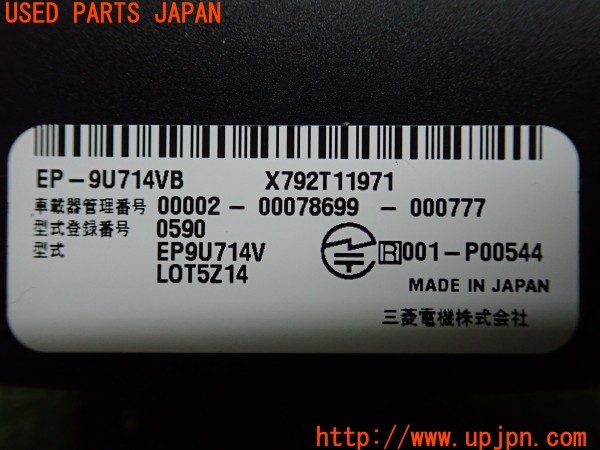 USED PARTS JAPAN
EP-9U714VB X792T11971
車載器管理番号 00002-00078699-000777
型式登録番号 0590
型式 EP9U714V
R001-P00544
LOT5Z14
MADE IN JAPAN
三菱電機株式会社
http://www.upjpn.com/